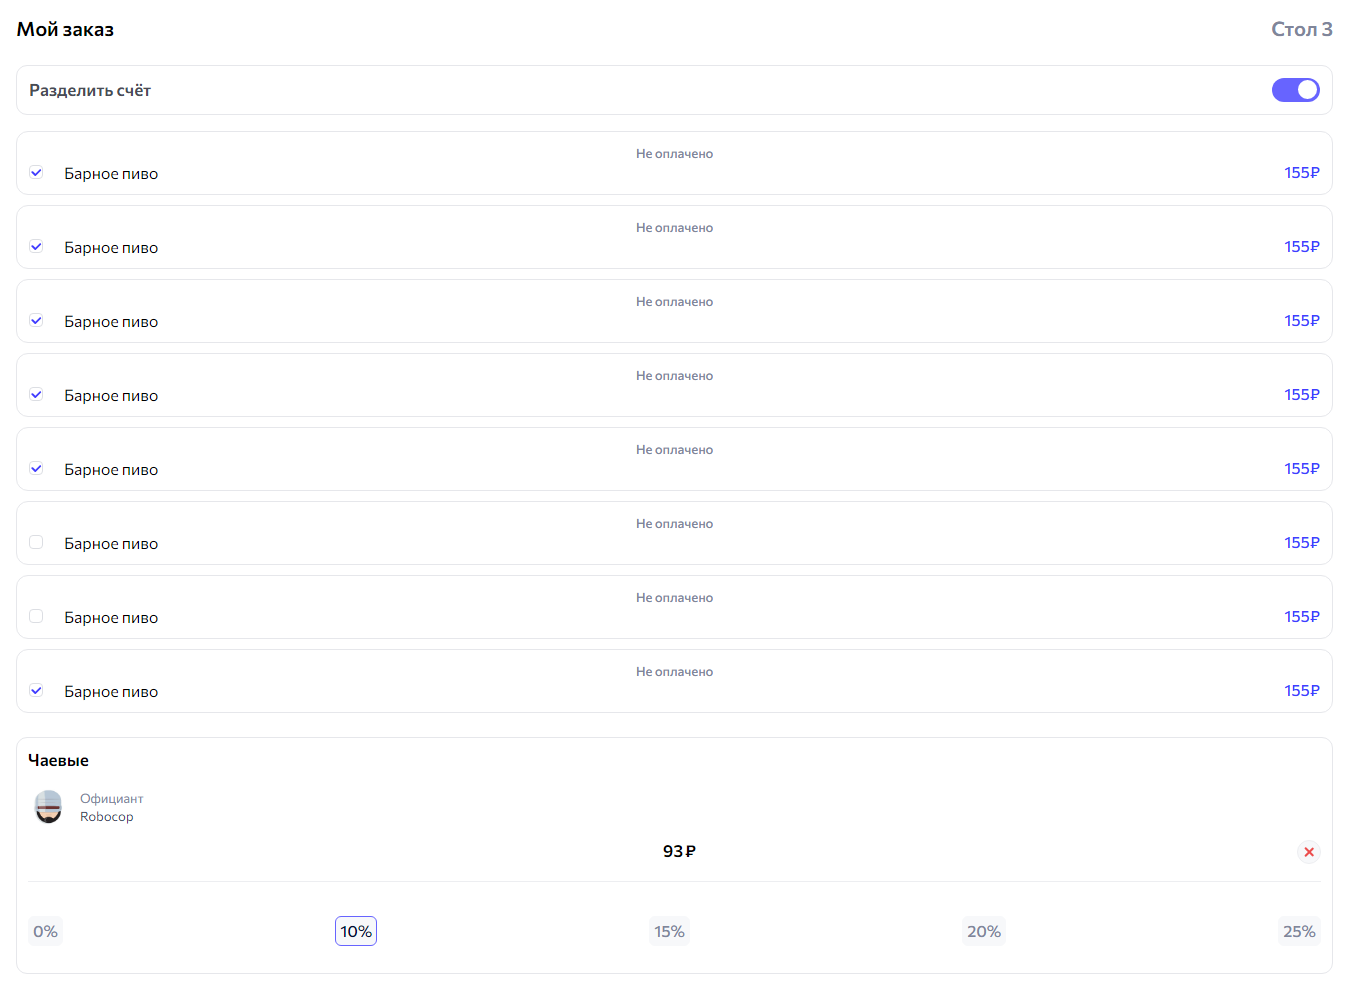 Мой заказ
Стол 3
Разделить счёт
Не оплачено
Барное пиво 155₽
Не оплачено
Барное пиво 155₽
Не оплачено
Барное пиво 155₽
Не оплачено
Барное пиво 155₽
Не оплачено
Барное пиво 155₽
Не оплачено
Барное пиво 155₽
Не оплачено
Барное пиво 155₽
Не оплачено
Барное пиво 155₽
Чаевые
Официант
Robocop
93 ₽
0% 10% 15% 20% 25%